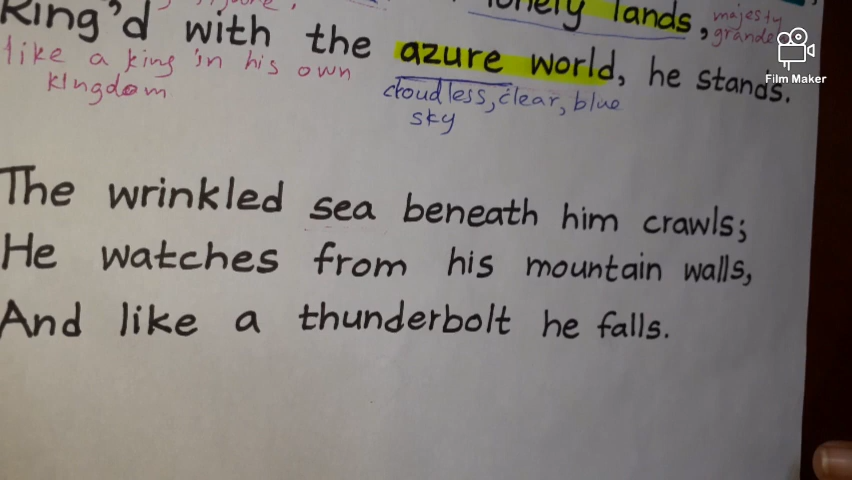 lonely lands, majesty
grande
King'd with the azure world, he stands.
like a king in his own
kingdom
cloudless, clear, blue
sky
Film Maker
The wrinkled sea beneath him crawls;
He watches from his mountain walls,
And like a thunderbolt he falls.